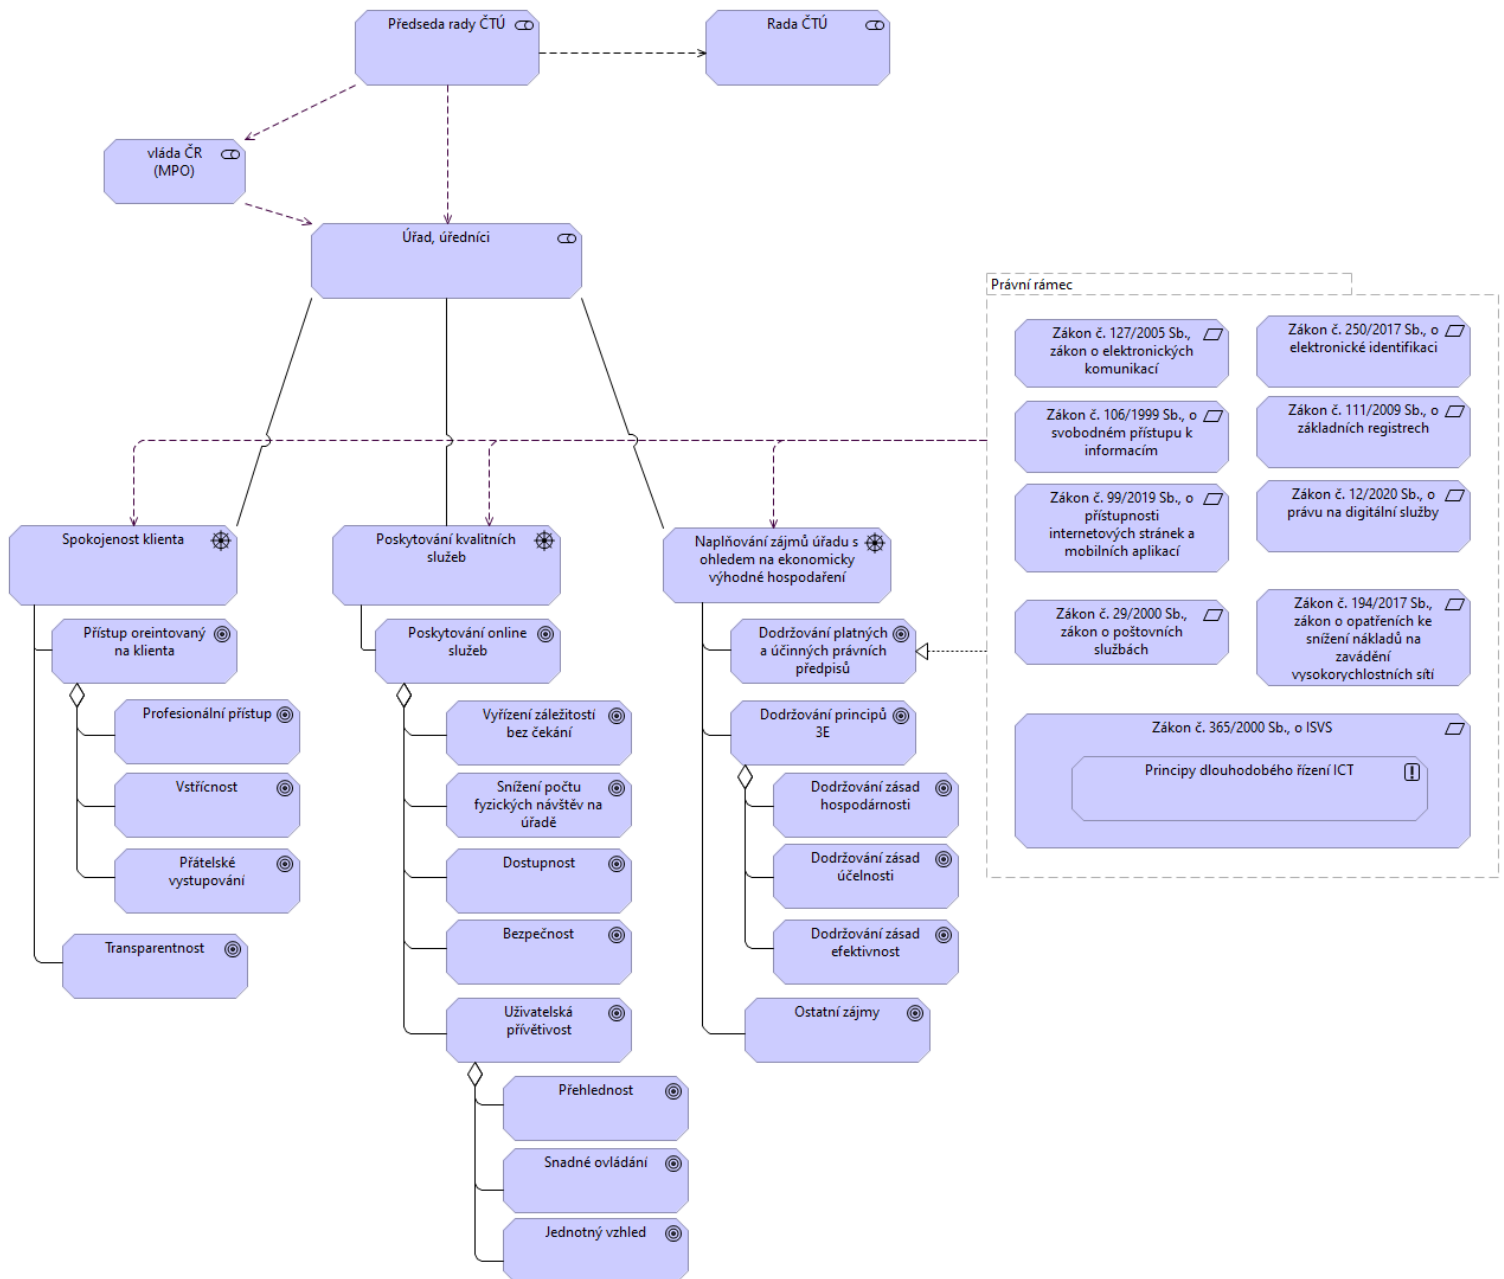 Předseda rady ČTÚ
Rada ČTÚ
vláda ČR
(MPO)
Úřad, úředníci
Právní rámec
Zákon č. 127/2005 Sb.,
zákon o elektronických
komunikací
Zákon č. 250/2017 Sb., o
elektronické identifikaci
Zákon č. 106/1999 Sb., o
svobodném přístupu k
informacím
Zákon č. 111/2009 Sb., o
základních registrech
Zákon č. 99/2019 Sb., o
přístupnosti
internetových stránek a
mobilních aplikací
Zákon č. 12/2020 Sb., o
právu na digitální služby
Zákon č. 29/2000 Sb.,
zákon o poštovních
službách
Zákon č. 194/2017 Sb.,
zákon o opatřeních ke
snížení nákladů na
zavádění
vysokorychlostních sítí
Zákon č. 365/2000 Sb., o ISVS
Principy dlouhodobého řízení ICT
Spokojenost klienta
Přístup oreintovaný
na klienta
Profesionální přístup
Vstřícnost
Přátelské
vystupování
Transparentnost
Poskytování kvalitních
služeb
Poskytování online
služeb
Vyřízení záležitostí
bez čekání
Snížení počtu
fyzických návštěv na
úřadě
Dostupnost
Bezpečnost
Uživatelská
přívětivost
Přehlednost
Snadné ovládání
Jednotný vzhled
Naplňování zájmů úřadu s
ohledem na ekonomicky
výhodné hospodaření
Dodržování platných
a účinných právních
předpisů
Dodržování principů
3E
Dodržování zásad
hospodárnosti
Dodržování zásad
účelnosti
Dodržování zásad
efektivnost
Ostatní zájmy